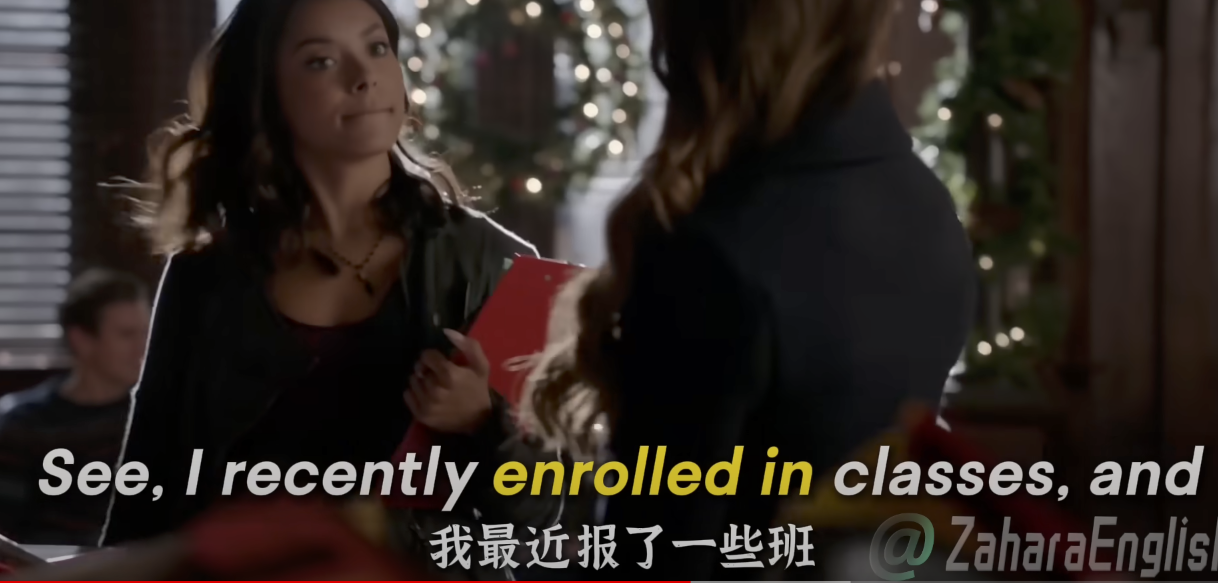 See, I recently enrolled in classes, and
我最近报了一些班
@ZaharaEnglish